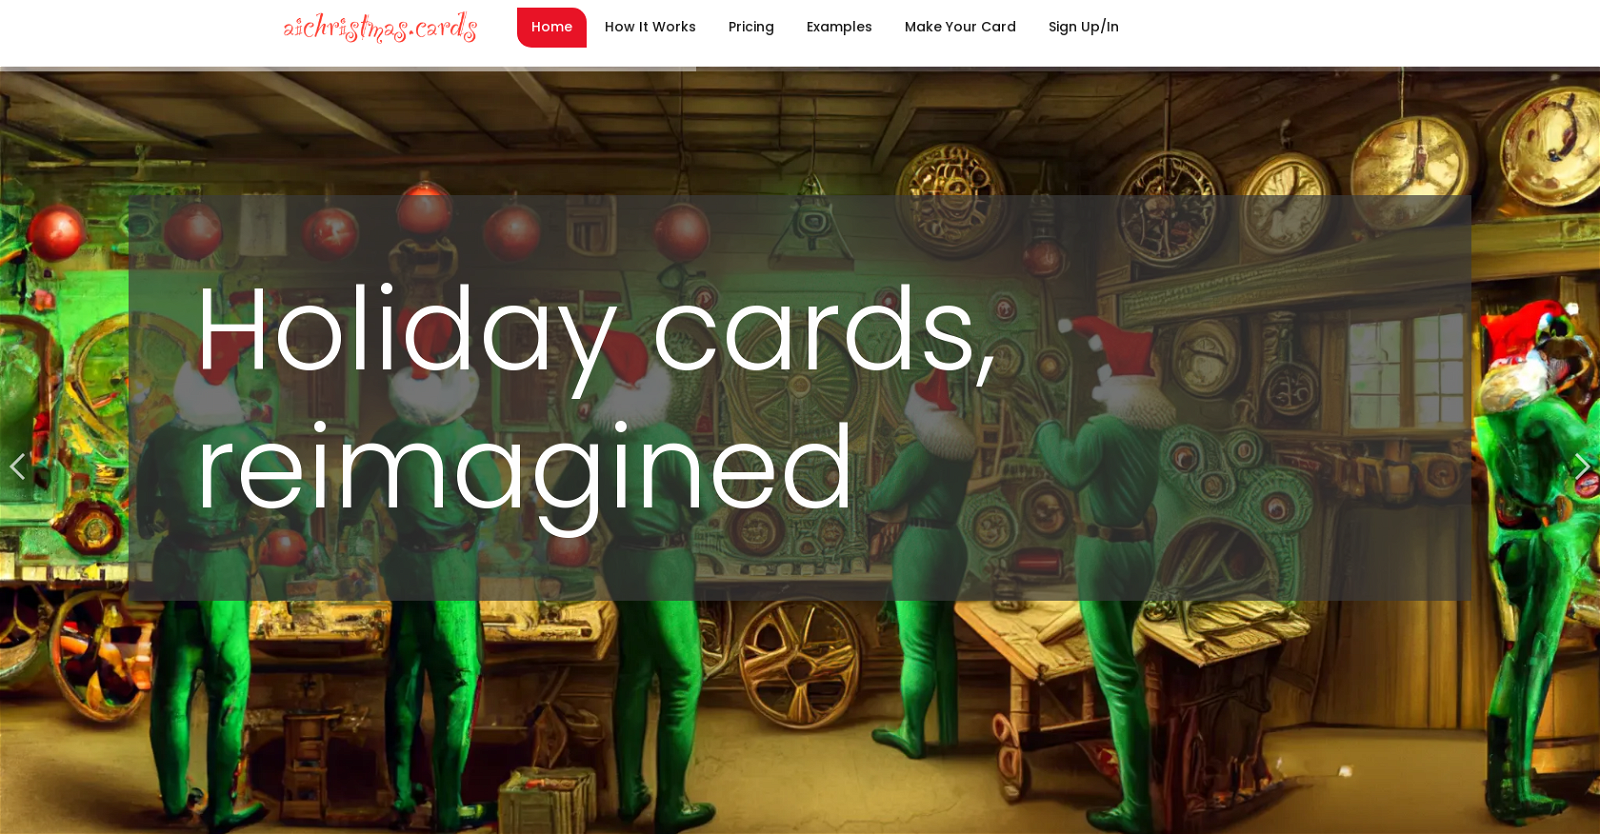 aichristmas.cards
Home How It Works Pricing Examples Make Your Card Sign Up/In
Holiday cards,
reimagined